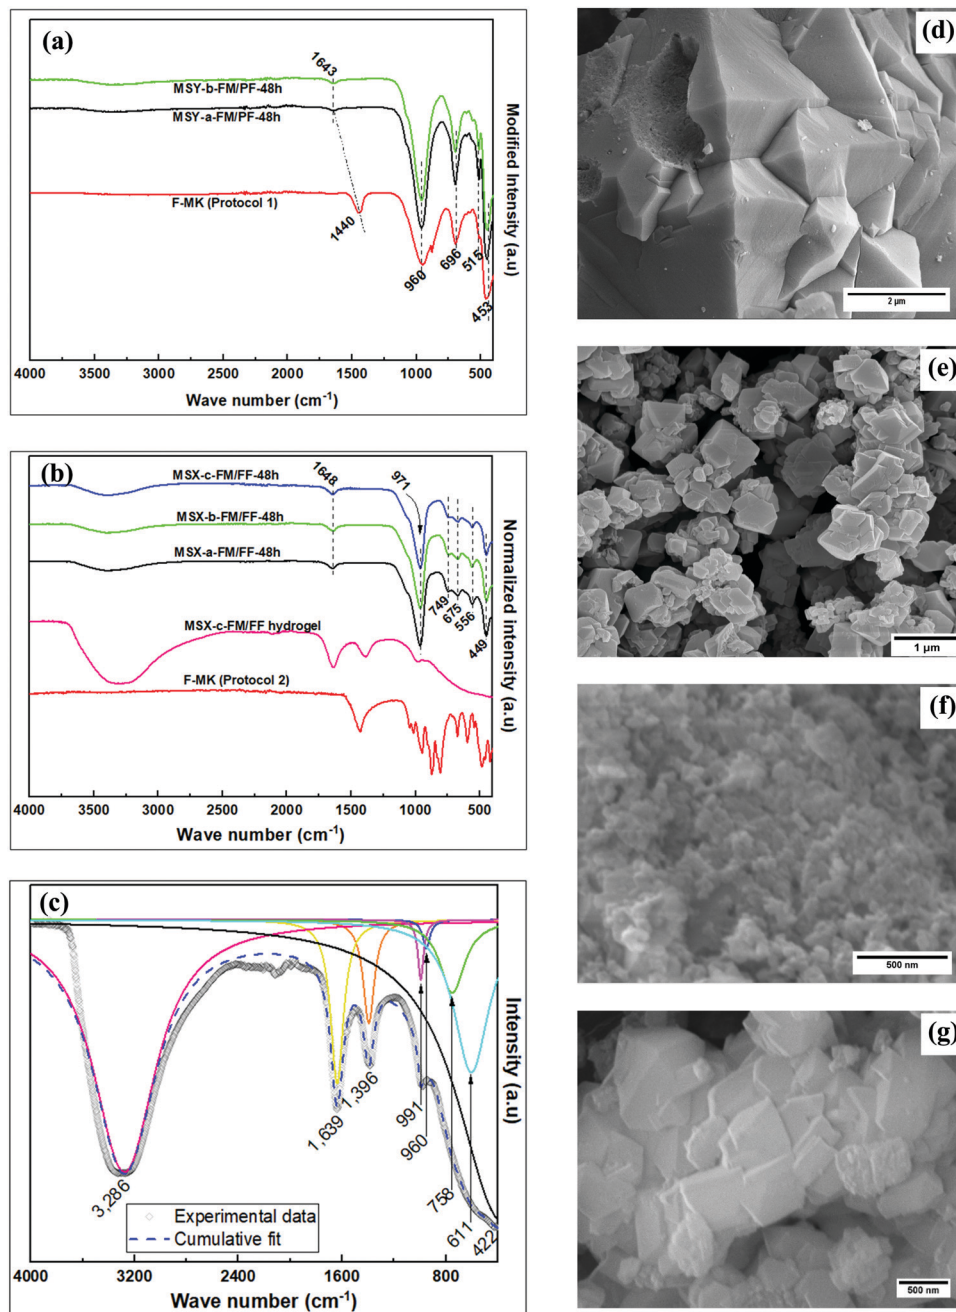 (a)
1643
MSY-b-FM/PF-48h
MSY-a-FM/PF-48h
F-MK (Protocol 1)
1440
960
696
515
453
Modified Intensity (a.u)
4000 3500 3000 2500 2000 1500 1000 500
Wave number (cm-1)
(b)
MSX-c-FM/FF-48h
1648
971
MSX-b-FM/FF-48h
MSX-a-FM/FF-48h
749
675
556
449
MSX-c-FM/FF hydrogel
F-MK (Protocol 2)
Normalized intensity (a.u)
4000 3500 3000 2500 2000 1500 1000 500
Wave number (cm-1)
(c)
3,286
1,639
1,396
991
960
758
611
422
Experimental data
Cumulative fit
Intensity (a.u)
4000 3200 2400 1600 800
Wave number (cm-1)
(d)
2 µm
(e)
1 µm
(f)
500 nm
(g)
500 nm